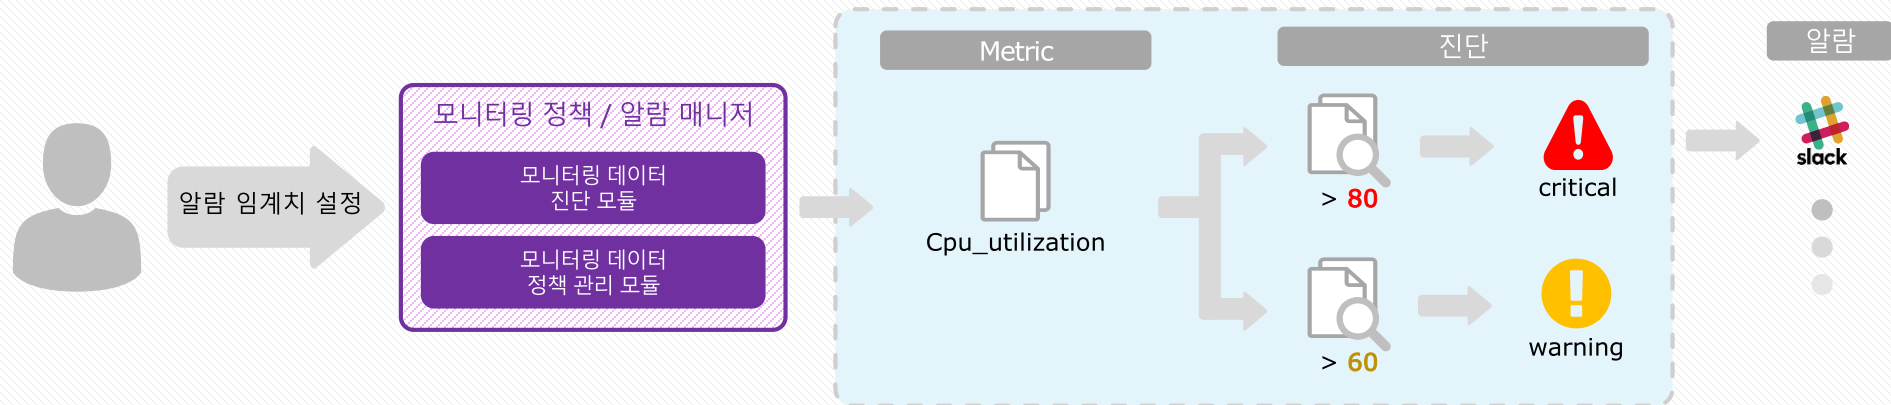 알람 임계치 설정
모니터링 정책 / 알람 매니저
모니터링 데이터
진단 모듈
모니터링 데이터
정책 관리 모듈
Metric
Cpu_utilization
진단
> 80
critical
> 60
warning
알람
slack